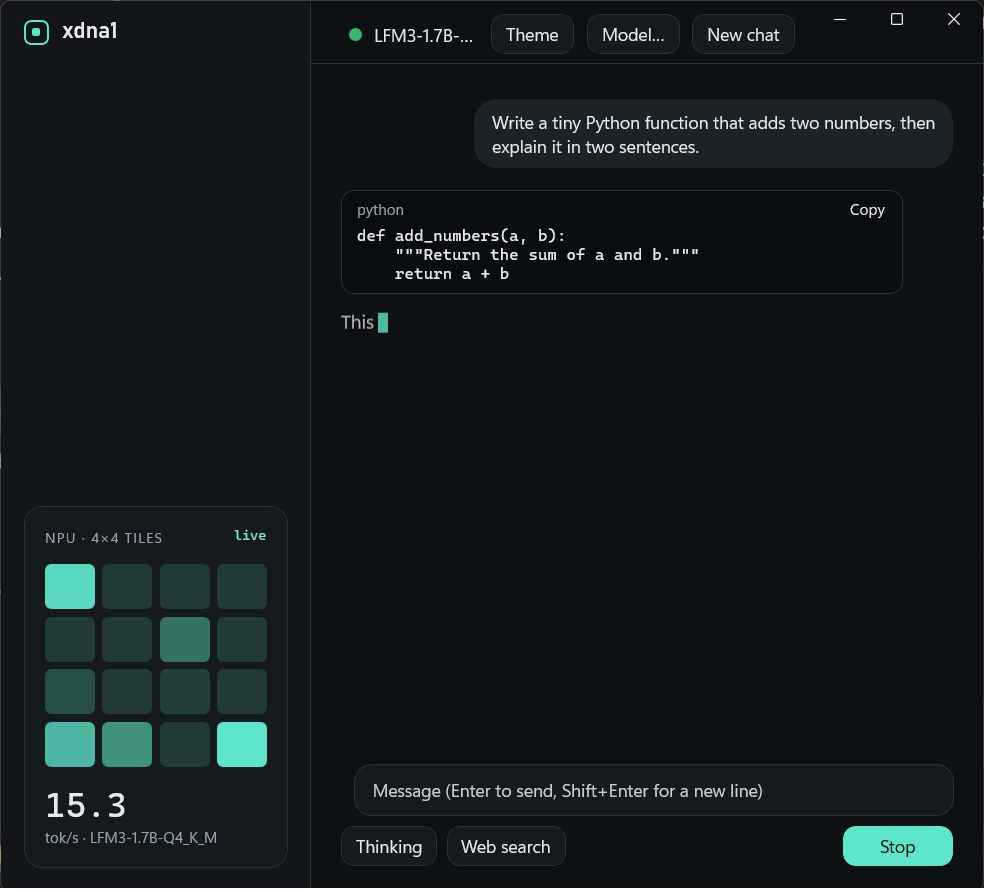 xdna1
LFM3-1.7B-...
Theme
Model...
New chat
Write a tiny Python function that adds two numbers, then
explain it in two sentences.
python
Copy
def add_numbers(a, b):
    """Return the sum of a and b."""
    return a + b
This
NPU · 4×4 TILES
live
15.3
tok/s · LFM3-1.7B-Q4_K_M
Message (Enter to send, Shift+Enter for a new line)
Thinking
Web search
Stop